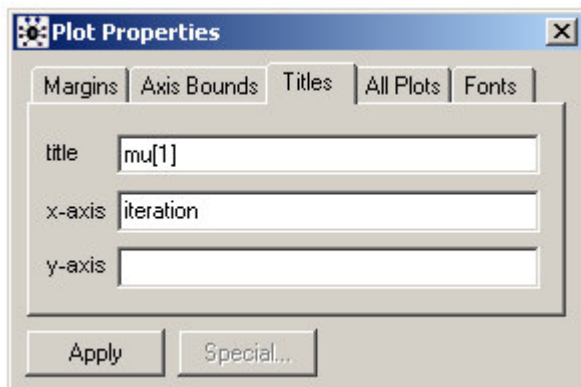 Plot Properties
Margins Axis Bounds Titles All Plots Fonts
title mu[1]
x-axis iteration
y-axis
Apply Special...